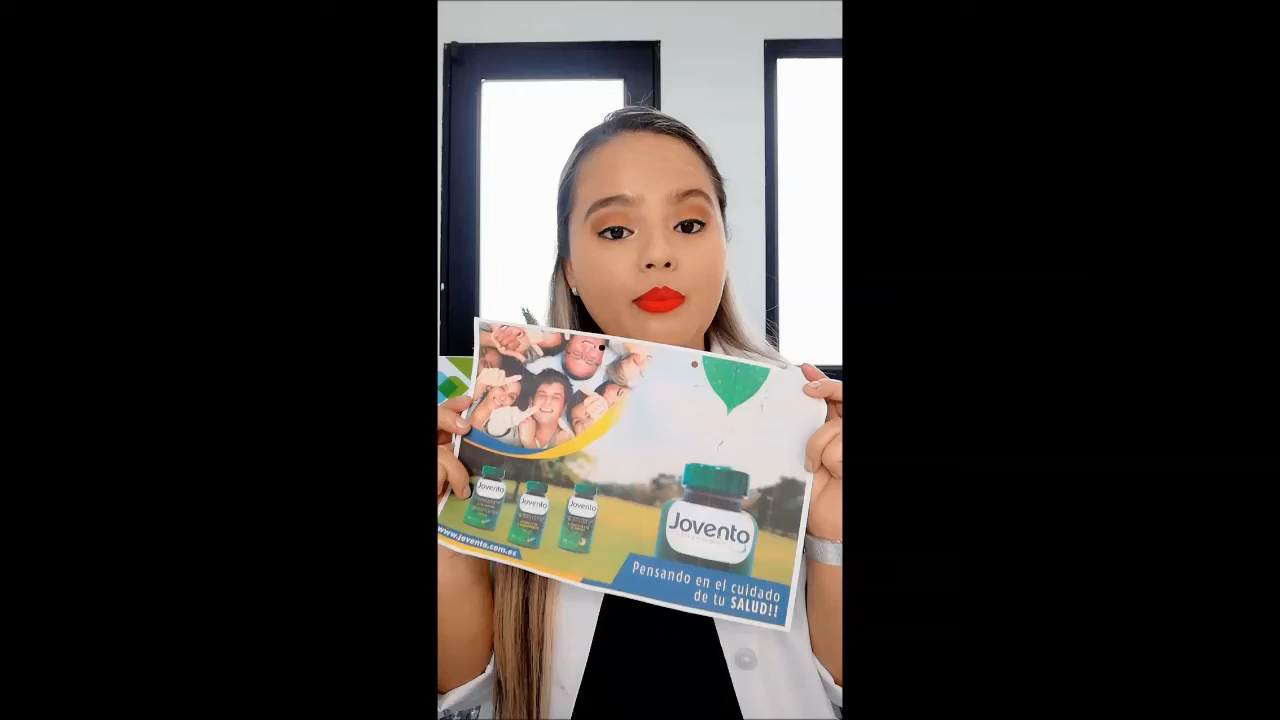 Jovento
Jovento
Jovento
Jovento
www.jovento.com.es
Pensando en el cuidado
de tu SALUD!!